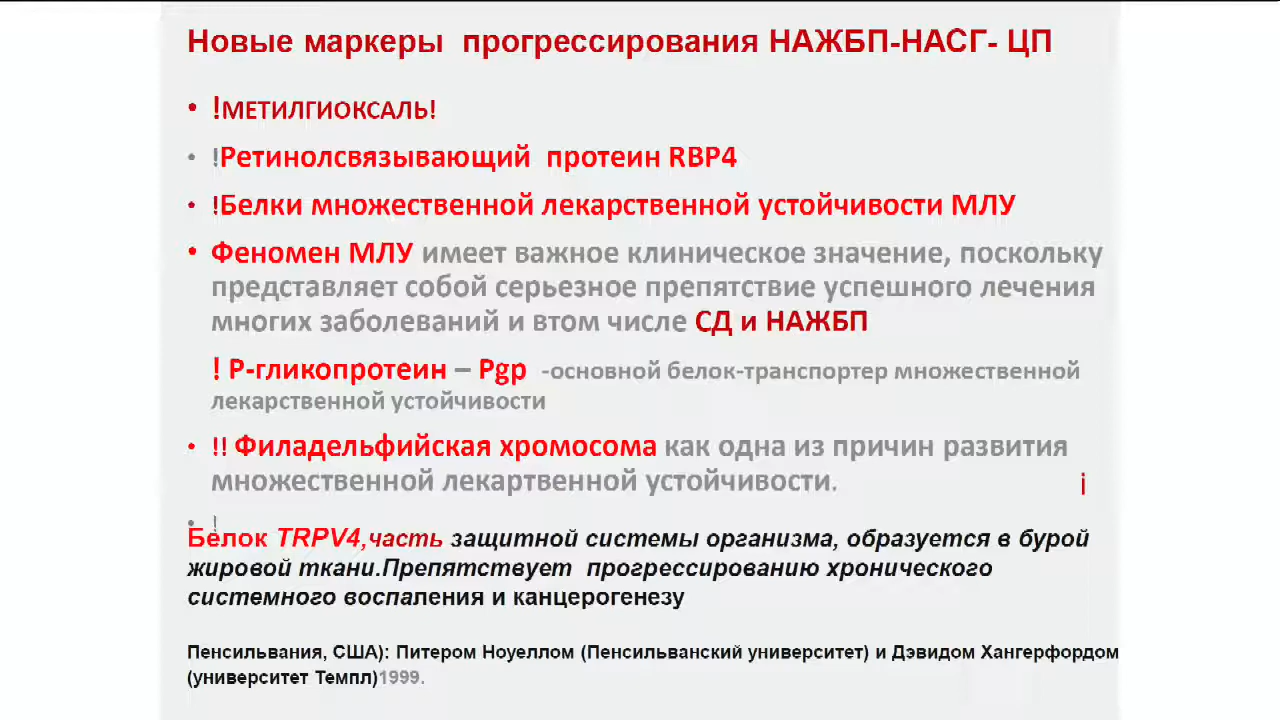 Новые маркеры прогрессирования НАЖБП-НАСГ- ЦП
• !МЕТИЛГИОКСАЛЬ!
• !Ретинолсвязывающий протеин RBP4
• !Белки множественной лекарственной устойчивости МЛУ
• Феномен МЛУ имеет важное клиническое значение, поскольку
представляет собой серьезное препятствие успешного лечения
многих заболеваний и втом числе СД и НАЖБП
! Р-гликопротеин – Pgp -основной белок-транспортер множественной
лекарственной устойчивости
• !! Филадельфийская хромосома как одна из причин развития
множественной лекартвенной устойчивости.
i
• !
Белок TRPV4,часть защитной системы организма, образуется в бурой
жировой ткани.Препятствует прогрессированию хронического
системного воспаления и канцерогенезу
Пенсильвания, США): Питером Ноуеллом (Пенсильванский университет) и Дэвидом Хангерфордом
(университет Темпл)1999.